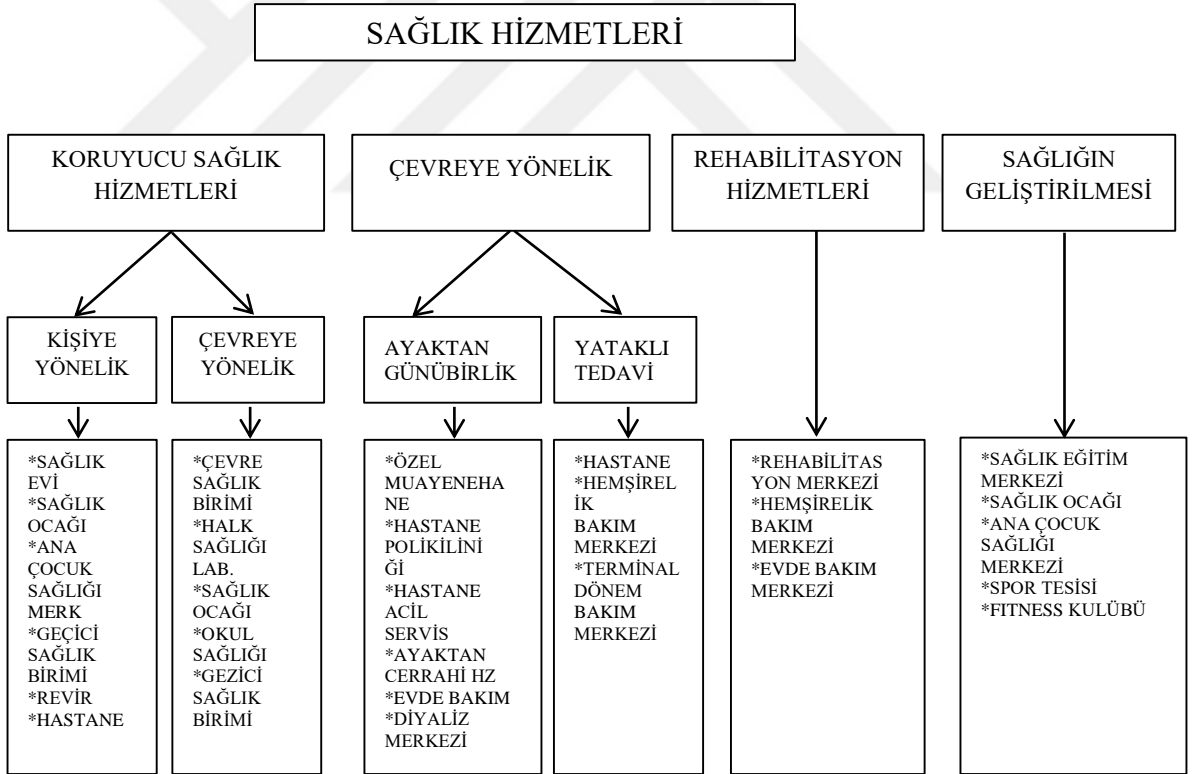 SAĞLIK HİZMETLERİ
KORUYUCU SAĞLIK
HİZMETLERİ
ÇEVREYE YÖNELİK
REHABİLİTASYON
HİZMETLERİ
SAĞLIĞIN
GELİŞTİRİLMESİ
KİŞİYE
YÖNELİK
ÇEVREYE
YÖNELİK
AYAKTAN
GÜNÜBİRLİK
YATAKLI
TEDAVİ
*SAĞLIK
EVİ
*SAĞLIK
OCAĞI
*ANA
ÇOCUK
SAĞLIĞI
MERK
*GEÇİCİ
SAĞLIK
BİRİMİ
*REVİR
*HASTANE
*ÇEVRE
SAĞLIK
BİRİMİ
*HALK
SAĞLIĞI
LAB.
*SAĞLIK
OCAĞI
*OKUL
SAĞLIĞI
*GEZİCİ
SAĞLIK
BİRİMİ
*ÖZEL
MUAYENEHA
NE
*HASTANE
POLİKİLİNİ
Ğİ
*HASTANE
ACİL
SERVİS
*AYAKTAN
CERRAHİ HZ
*EVDE BAKIM
*DİYALİZ
MERKEZİ
*HASTANE
*HEMŞİREL
İK
BAKIM
MERKEZİ
*TERMİNAL
DÖNEM
BAKIM
MERKEZİ
*REHABİLİTAS
YON MERKEZİ
*HEMŞİRELİK
BAKIM
MERKEZİ
*EVDE BAKIM
MERKEZİ
*SAĞLIK EĞİTİM
MERKEZİ
*SAĞLIK OCAĞI
*ANA ÇOCUK
SAĞLIĞI
MERKEZİ
*SPOR TESİSİ
*FITNESS KULÜBÜ